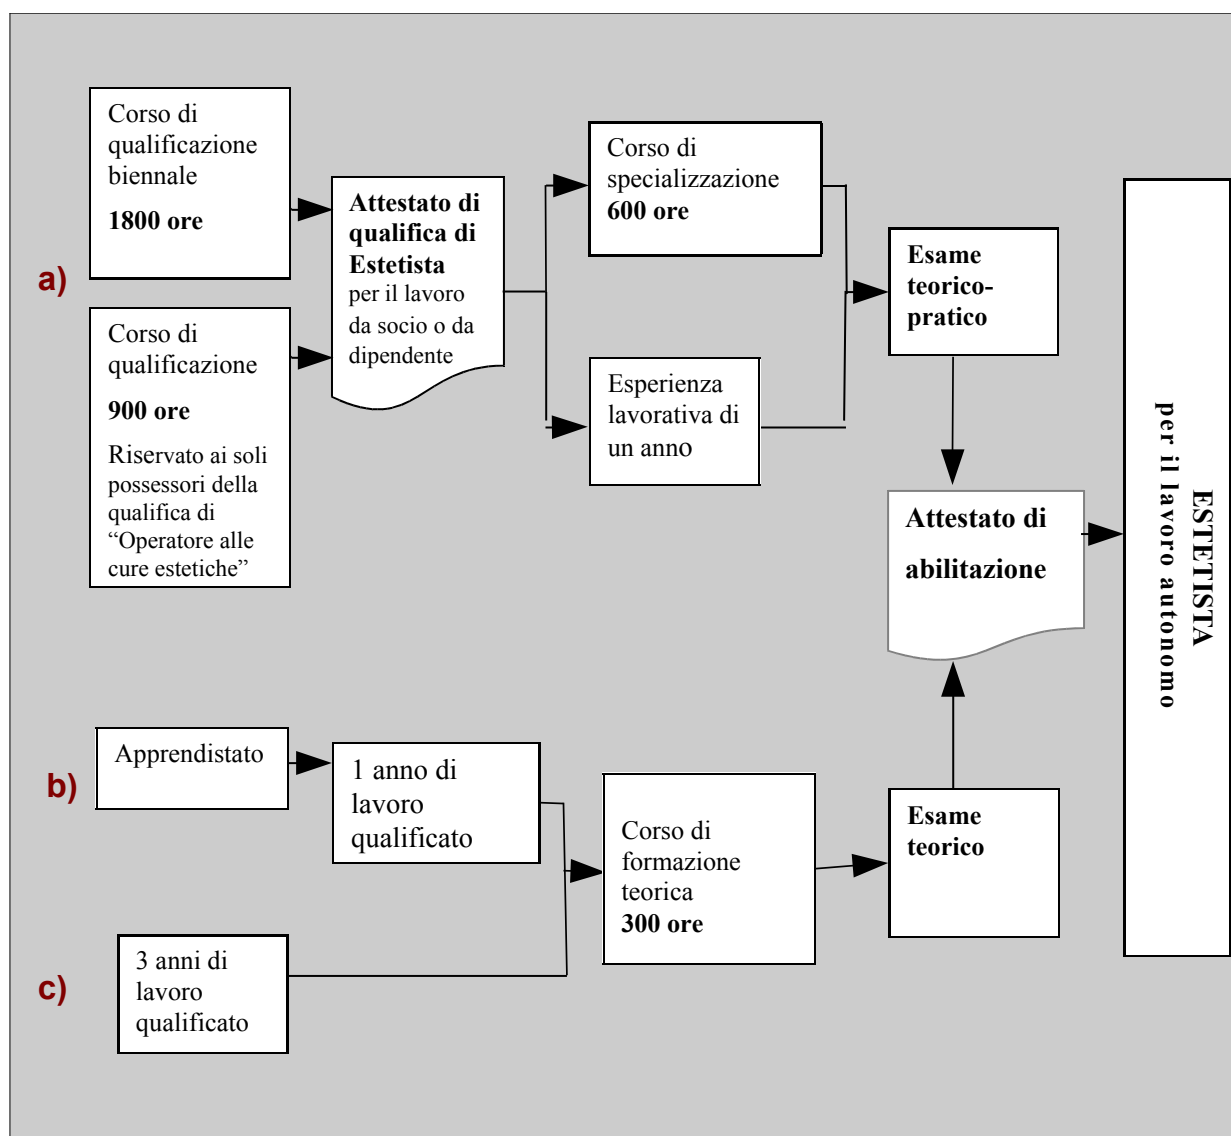 a)
Corso di
qualificazione
biennale
1800 ore
Corso di
qualificazione
900 ore
Riservato ai soli
possessori della
qualifica di
“Operatore alle
cure estetiche”
Attestato di
qualifica di
Estetista
per il lavoro
da socio o da
dipendente
Corso di
specializzazione
600 ore
Esperienza
lavorativa di
un anno
Esame
teorico-
pratico
Attestato di
abilitazione
ESTETISTA
per il lavoro autonomo
b)
Apprendistato
1 anno di
lavoro
qualificato
c)
3 anni di
lavoro
qualificato
Corso di
formazione
teorica
300 ore
Esame
teorico